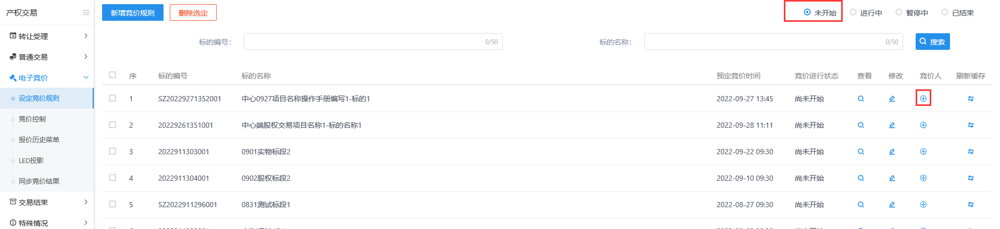 产权交易
转让受理
普通交易
电子竞价
设定竞价规则
竞价控制
报价历史菜单
LED投影
同步竞价结果
交易结束
特殊情况
新增竞价规则 删除选定 未开始 进行中 暂停中 已结束
标的编号： 0/50 标的名称： 0/50 搜索
序 标的编号 标的名称 预定竞价时间 竞价进行状态 查看 修改 竞价人 刷新缓存
1 SZ20229271352001 中心0927项目名称操作手册编写1-标的1 2022-09-27 13:45 尚未开始
2 20229261351001 中心端股权交易项目名称1-标的名称1 2022-09-28 11:11 尚未开始
3 2022911303001 0901实物标段2 2022-09-22 09:30 尚未开始
4 2022911304001 0902股权标段2 2022-09-10 09:30 尚未开始
5 SZ2022911296001 0831测试标段1 2022-08-27 09:30 尚未开始